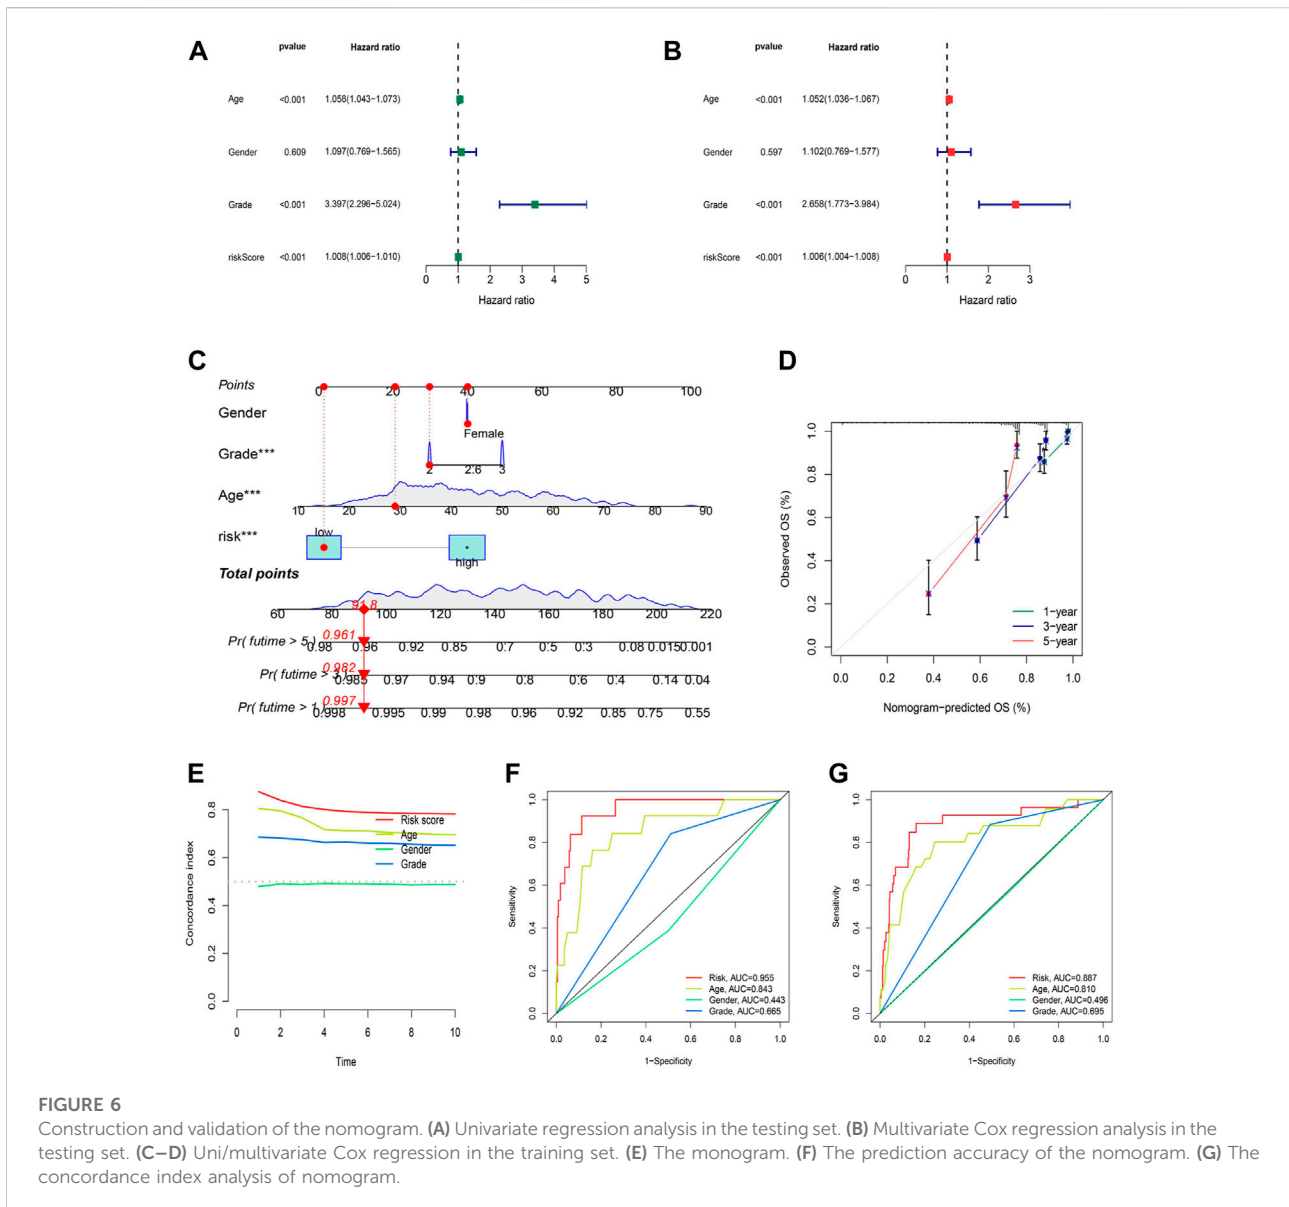 A
pvalue Hazard ratio
Age <0.001 1.058(1.043−1.073)
Gender 0.609 1.097(0.769−1.565)
Grade <0.001 3.397(2.296−5.024)
riskScore <0.001 1.008(1.006−1.010)
0 1 2 3 4 5
Hazard ratio
B
pvalue Hazard ratio
Age <0.001 1.052(1.036−1.067)
Gender 0.597 1.102(0.769−1.577)
Grade <0.001 2.658(1.773−3.984)
riskScore <0.001 1.006(1.004−1.008)
0 1 2 3
Hazard ratio
C
Points
0 20 40 60 80 100
Gender
Female
Grade***
2 2.6 3
Age***
10 20 30 40 50 60 70 80 90
risk***
low
high
Total points
91.8
60 80 100 120 140 160 180 200 220
0.961
Pr( futime > 5 )
0.98 0.96 0.92 0.85 0.7 0.5 0.3 0.08 0.015 0.001
0.982
Pr( futime > 3 )
0.985 0.97 0.94 0.9 0.8 0.6 0.4 0.14 0.04
0.997
Pr( futime > 1 )
0.998 0.995 0.99 0.98 0.96 0.92 0.85 0.75 0.55
D
Observed OS (%)
1.0
0.8
0.6
0.4
0.2
0.0
1−year
3−year
5−year
0.0 0.2 0.4 0.6 0.8 1.0
Nomogram−predicted OS (%)
E
Concordance index
0.8
0.6
0.4
0.2
0.0
Risk score
Age
Gender
Grade
0 2 4 6 8 10
Time
F
Sensitivity
1.0
0.8
0.6
0.4
0.2
0.0
Risk, AUC=0.955
Age, AUC=0.843
Gender, AUC=0.443
Grade, AUC=0.665
0.0 0.2 0.4 0.6 0.8 1.0
1−Specificity
G
Sensitivity
1.0
0.8
0.6
0.4
0.2
0.0
Risk, AUC=0.887
Age, AUC=0.810
Gender, AUC=0.496
Grade, AUC=0.695
0.0 0.2 0.4 0.6 0.8 1.0
1−Specificity
FIGURE 6
Construction and validation of the nomogram. (A) Univariate regression analysis in the testing set. (B) Multivariate Cox regression analysis in the
testing set. (C–D) Uni/multivariate Cox regression in the training set. (E) The monogram. (F) The prediction accuracy of the nomogram. (G) The
concordance index analysis of nomogram.